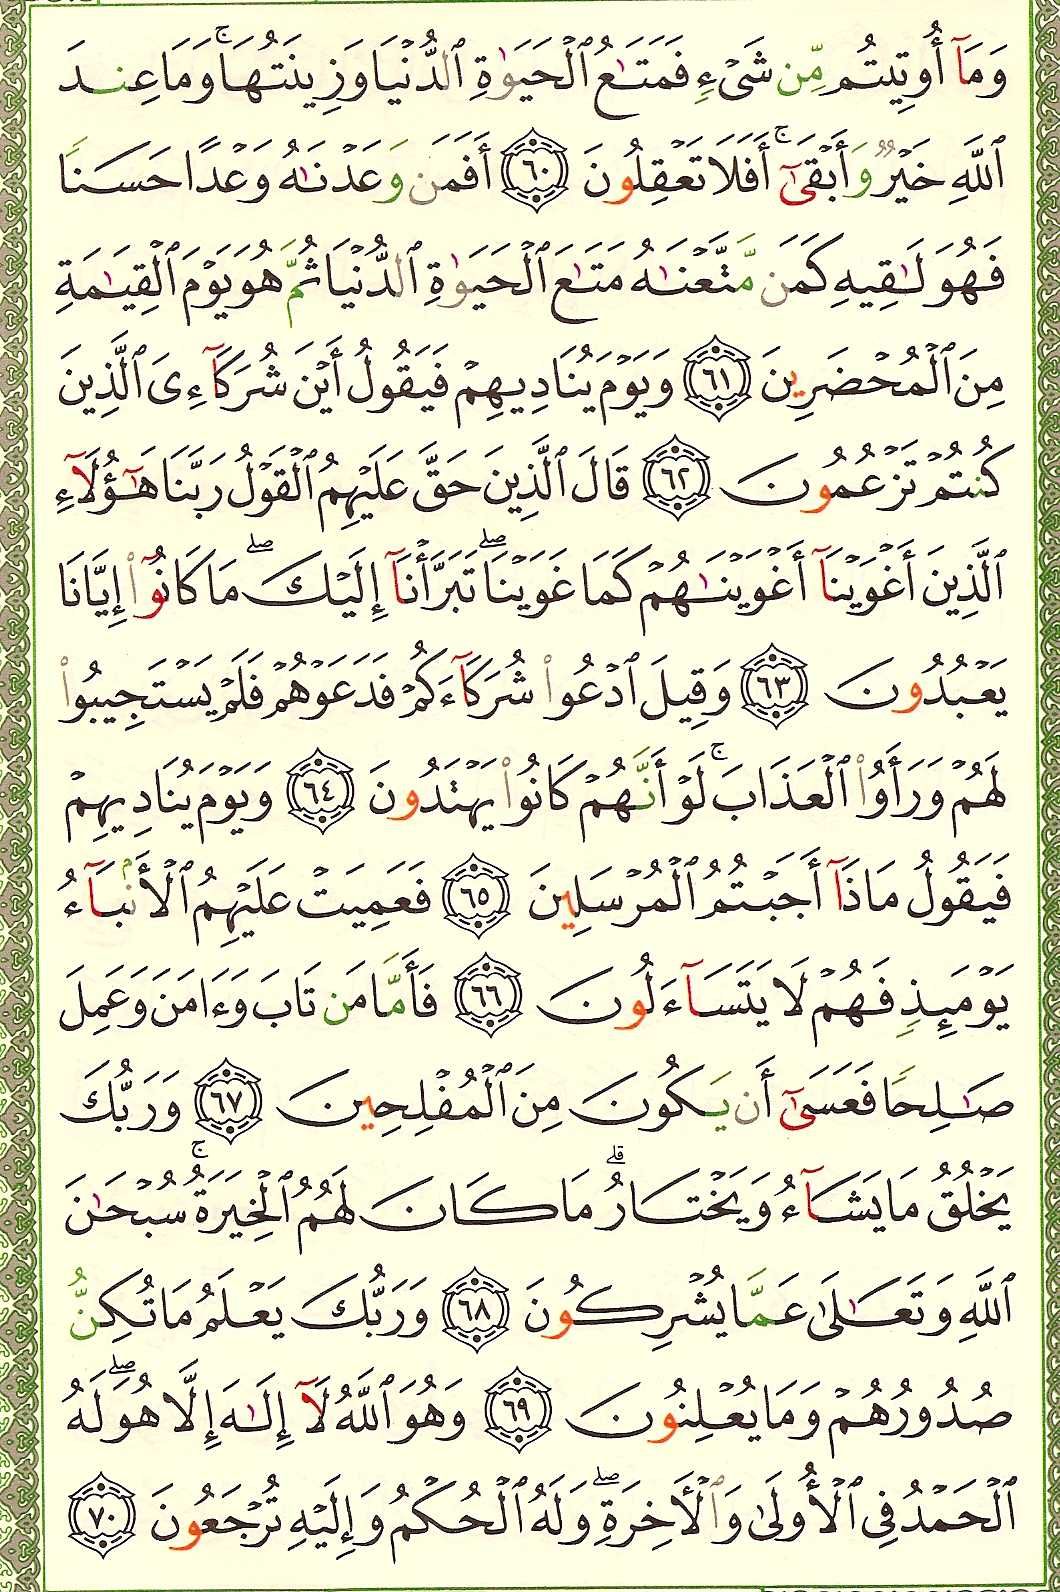 وَمَآ أُوتِيتُم مِّن شَىْءٍ فَمَتَٰعُ ٱلْحَيَوٰةِ ٱلدُّنْيَا وَزِينَتُهَا ۚ وَمَا عِندَ
ٱللَّهِ خَيْرٌ وَأَبْقَىٰٓ ۚ أَفَلَا تَعْقِلُونَ ٦٠ أَفَمَن وَعَدْنَٰهُ وَعْدًا حَسَنًا
فَهُوَ لَٰقِيهِ كَمَن مَّتَّعْنَٰهُ مَتَٰعَ ٱلْحَيَوٰةِ ٱلدُّنْيَا ثُمَّ هُوَ يَوْمَ ٱلْقِيَٰمَةِ
مِنَ ٱلْمُحْضَرِينَ ٦١ وَيَوْمَ يُنَادِيهِمْ فَيَقُولُ أَيْنَ شُرَكَآءِىَ ٱلَّذِينَ
كُنتُمْ تَزْعُمُونَ ٦٢ قَالَ ٱلَّذِينَ حَقَّ عَلَيْهِمُ ٱلْقَوْلُ رَبَّنَا هَٰٓؤُلَآءِ
ٱلَّذِينَ أَغْوَيْنَآ أَغْوَيْنَٰهُمْ كَمَا غَوَيْنَا ۖ تَبَرَّأْنَآ إِلَيْكَ ۖ مَا كَانُوٓا۟ إِيَّانَا
يَعْبُدُونَ ٦٣ وَقِيلَ ٱدْعُوا۟ شُرَكَآءَكُمْ فَدَعَوْهُمْ فَلَمْ يَسْتَجِيبُوا۟
لَهُمْ وَرَأَوُا۟ ٱلْعَذَابَ ۚ لَوْ أَنَّهُمْ كَانُوا۟ يَهْتَدُونَ ٦٤ وَيَوْمَ يُنَادِيهِمْ
فَيَقُولُ مَاذَآ أَجَبْتُمُ ٱلْمُرْسَلِينَ ٦٥ فَعَمِيَتْ عَلَيْهِمُ ٱلْأَنۢبَآءُ
يَوْمَئِذٍ فَهُمْ لَا يَتَسَآءَلُونَ ٦٦ فَأَمَّا مَن تَابَ وَءَامَنَ وَعَمِلَ
صَٰلِحًا فَعَسَىٰٓ أَن يَكُونَ مِنَ ٱلْمُفْلِحِينَ ٦٧ وَرَبُّكَ
يَخْلُقُ مَا يَشَآءُ وَيَخْتَارُ ۗ مَا كَانَ لَهُمُ ٱلْخِيَرَةُ ۚ سُبْحَٰنَ
ٱللَّهِ وَتَعَٰلَىٰ عَمَّا يُشْرِكُونَ ٦٨ وَرَبُّكَ يَعْلَمُ مَا تُكِنُّ
صُدُورُهُمْ وَمَا يُعْلِنُونَ ٦٩ وَهُوَ ٱللَّهُ لَآ إِلَٰهَ إِلَّا هُوَ ۖ لَهُ
ٱلْحَمْدُ فِى ٱلْأُولَىٰ وَٱلْءَاخِرَةِ ۖ وَلَهُ ٱلْحُكْمُ وَإِلَيْهِ تُرْجَعُونَ ٧٠